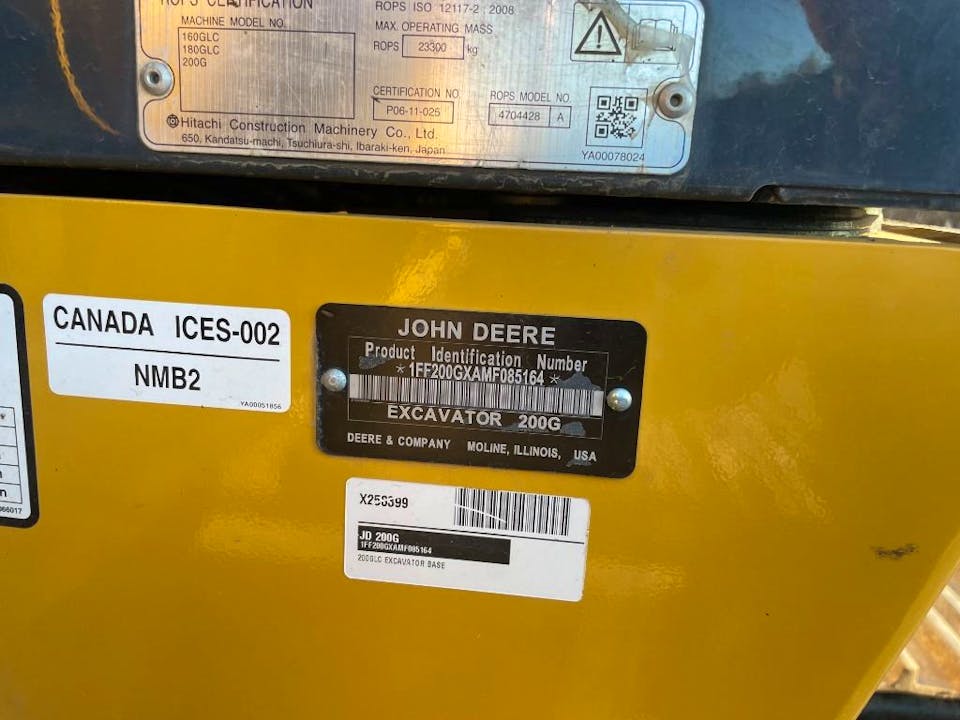 ROPS CERTIFICATION
MACHINE MODEL NO.
160GLC
180GLC
200G
ROPS ISO 12117-2 : 2008
MAX. OPERATING MASS
ROPS 23300 kg
CERTIFICATION NO.
P06-11-025
ROPS MODEL NO.
4704428 A
Hitachi Construction Machinery Co., Ltd.
650, Kandatsu-machi, Tsuchiura-shi, Ibaraki-ken, Japan
YA00078024
CANADA ICES-002
NMB2
YA00051856
JOHN DEERE
Product Identification Number
*1FF200GXAMF085164*
EXCAVATOR 200G
DEERE & COMPANY MOLINE, ILLINOIS, USA
X258399
JD 200G
1FF200GXAMF085164
200GLC EXCAVATOR BASE